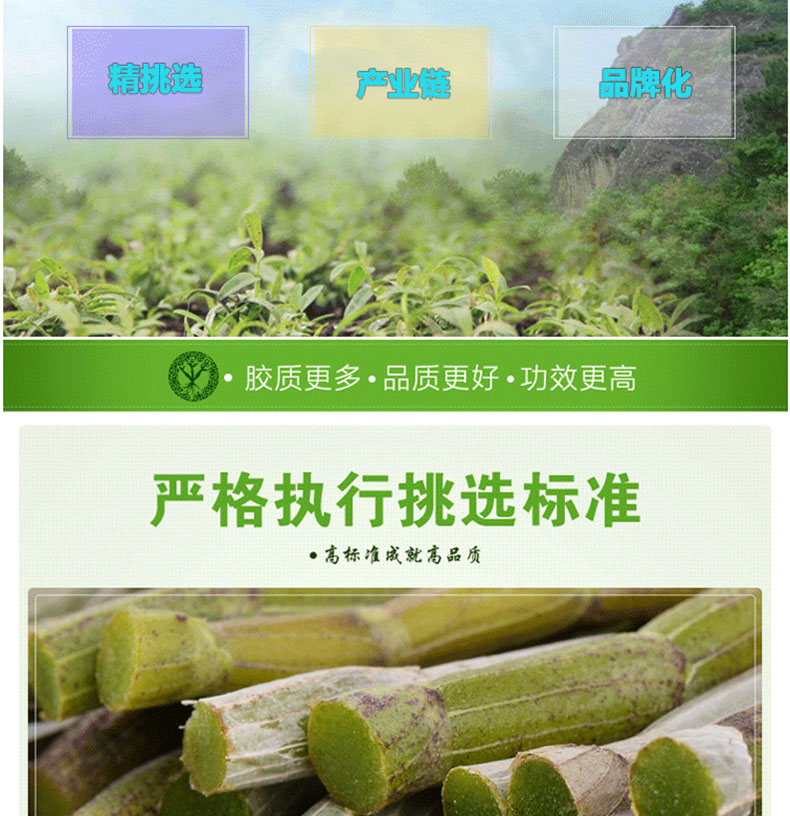 精挑选 产业链 品牌化
• 胶质更多 • 品质更好 • 功效更高
严格执行挑选标准
• 高标准成就高品质